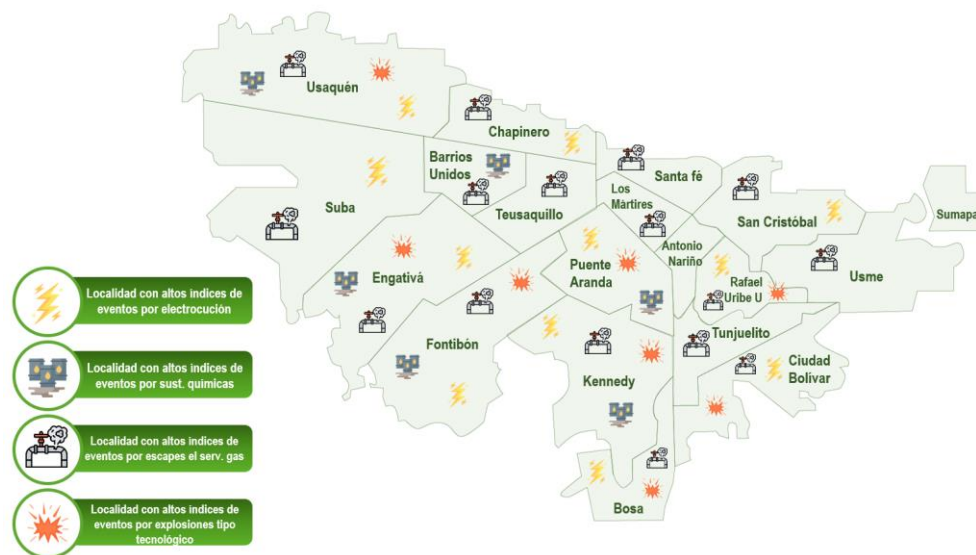 Usaquén
Chapinero
Barrios
Unidos
Santa fé
Los
Mártires
Suba
Teusaquillo
San Cristóbal
Sumapa
Antonio
Nariño
Engativá
Puente
Aranda
Rafael
Uribe U
Usme
Fontibón
Tunjuelito
Kennedy
Ciudad
Bolívar
Bosa
Localidad con altos indices de
eventos por electrocución
Localidad con altos indices de
eventos por sust. químicas
Localidad con altos indices de
eventos por escapes el serv. gas
Localidad con altos indices de
eventos por explosiones tipo
tecnológico